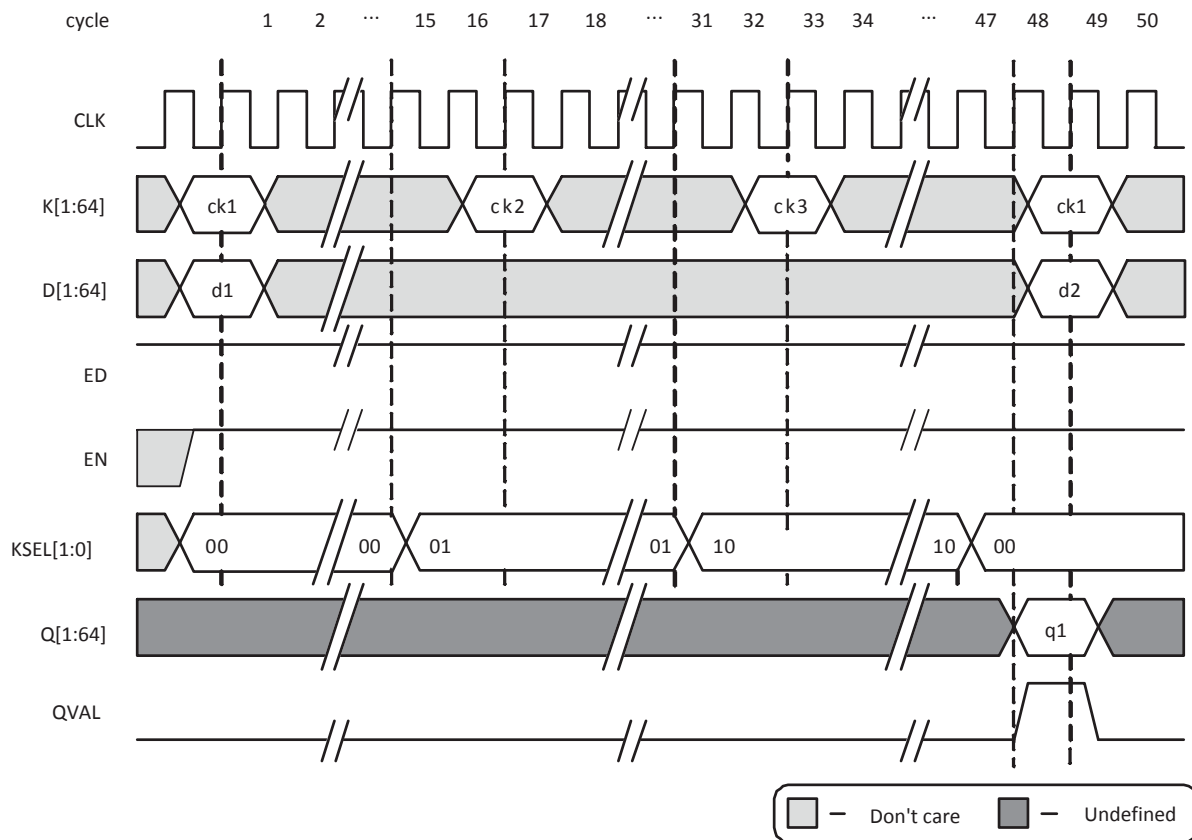 cycle 1 2 ... 15 16 17 18 ... 31 32 33 34 ... 47 48 49 50
CLK
K[1:64] ck1 ck2 ck3 ck1
D[1:64] d1 d2
ED
EN
KSEL[1:0] 00 00 01 01 10 10 00
Q[1:64] q1
QVAL
– Don't care – Undefined